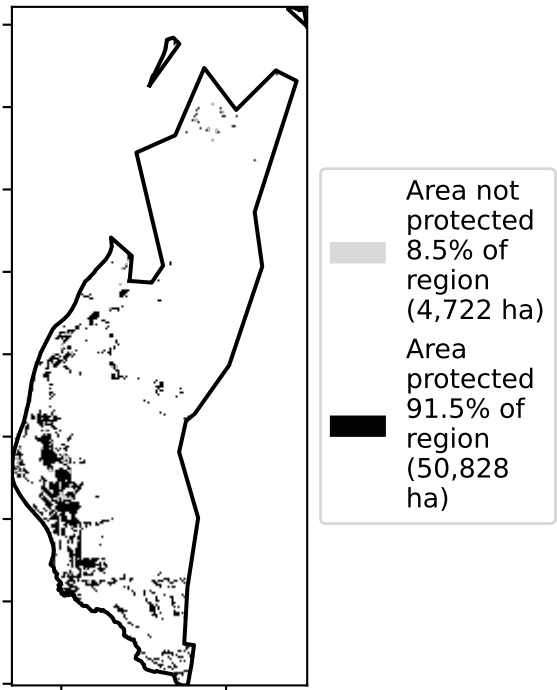 Area not
protected
8.5% of
region
(4,722 ha)
Area
protected
91.5% of
region
(50,828
ha)